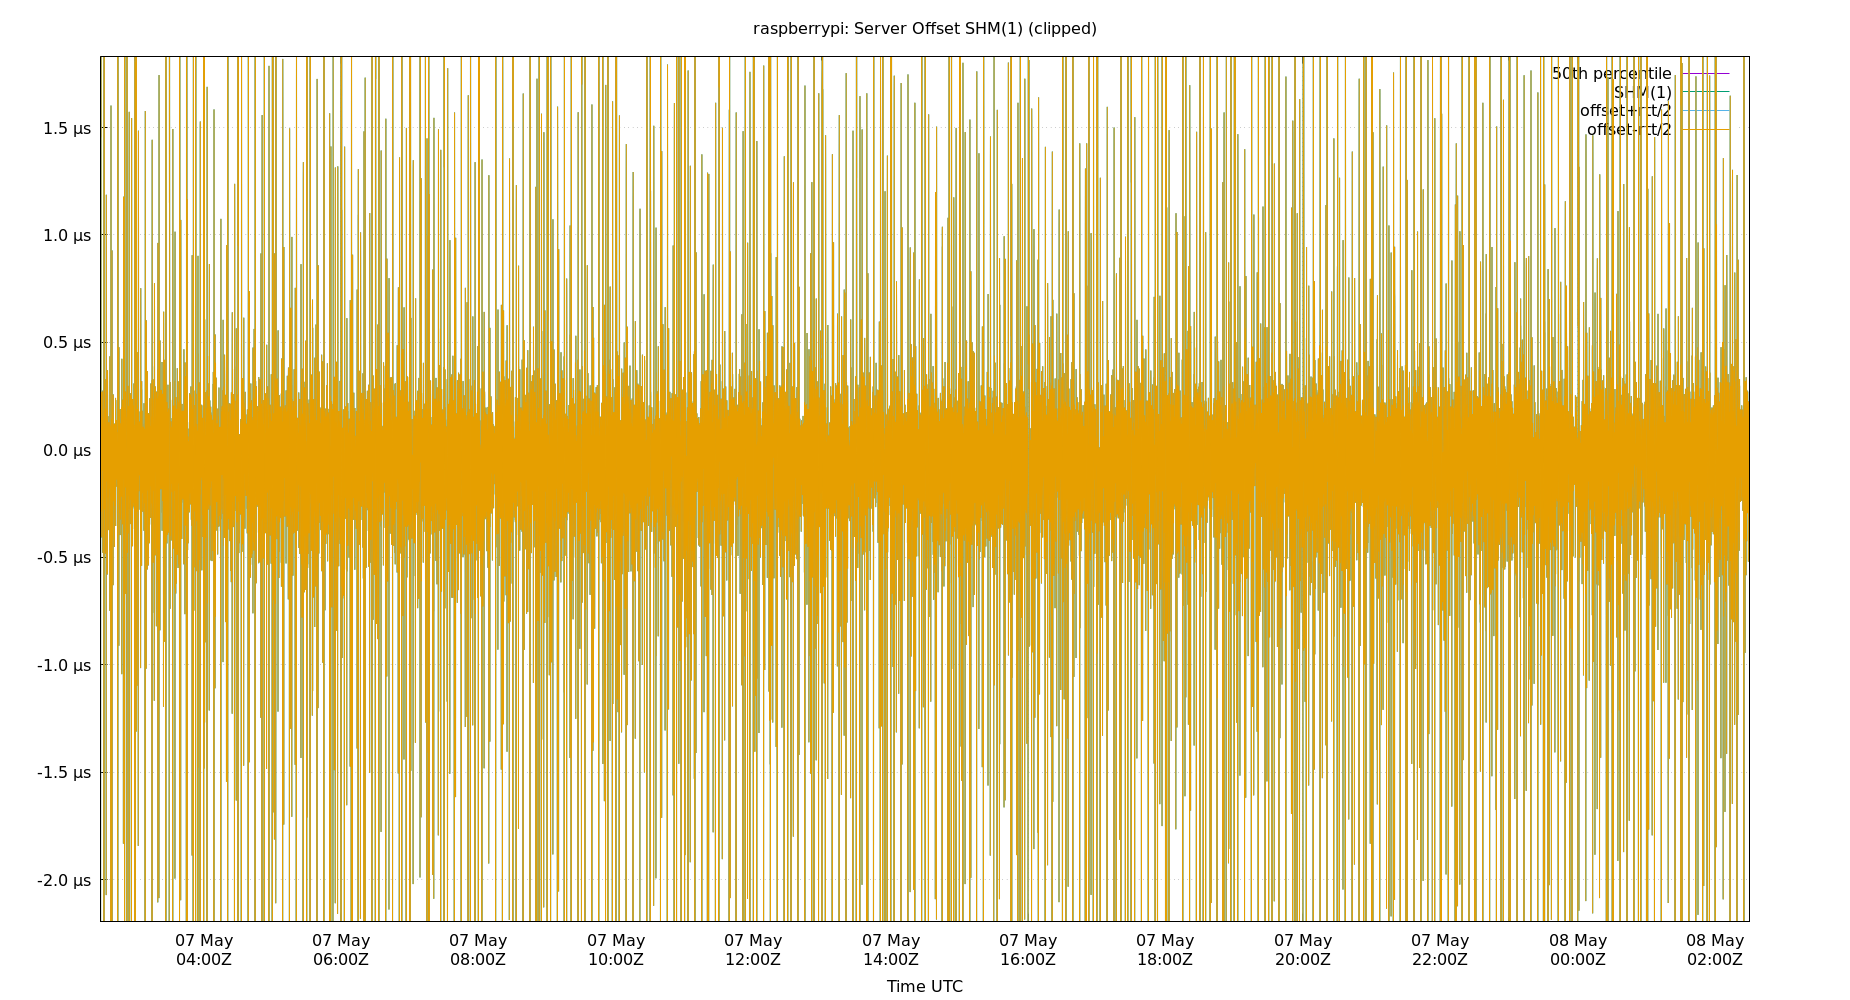 raspberrypi: Server Offset SHM(1) (clipped)
50th percentile
SHM(1)
offset+rtt/2
offset-rtt/2
1.5 µs
1.0 µs
0.5 µs
0.0 µs
-0.5 µs
-1.0 µs
-1.5 µs
-2.0 µs
07 May 07 May 07 May 07 May 07 May 07 May 07 May 07 May 07 May 07 May 08 May 08 May
04:00Z 06:00Z 08:00Z 10:00Z 12:00Z 14:00Z 16:00Z 18:00Z 20:00Z 22:00Z 00:00Z 02:00Z
Time UTC